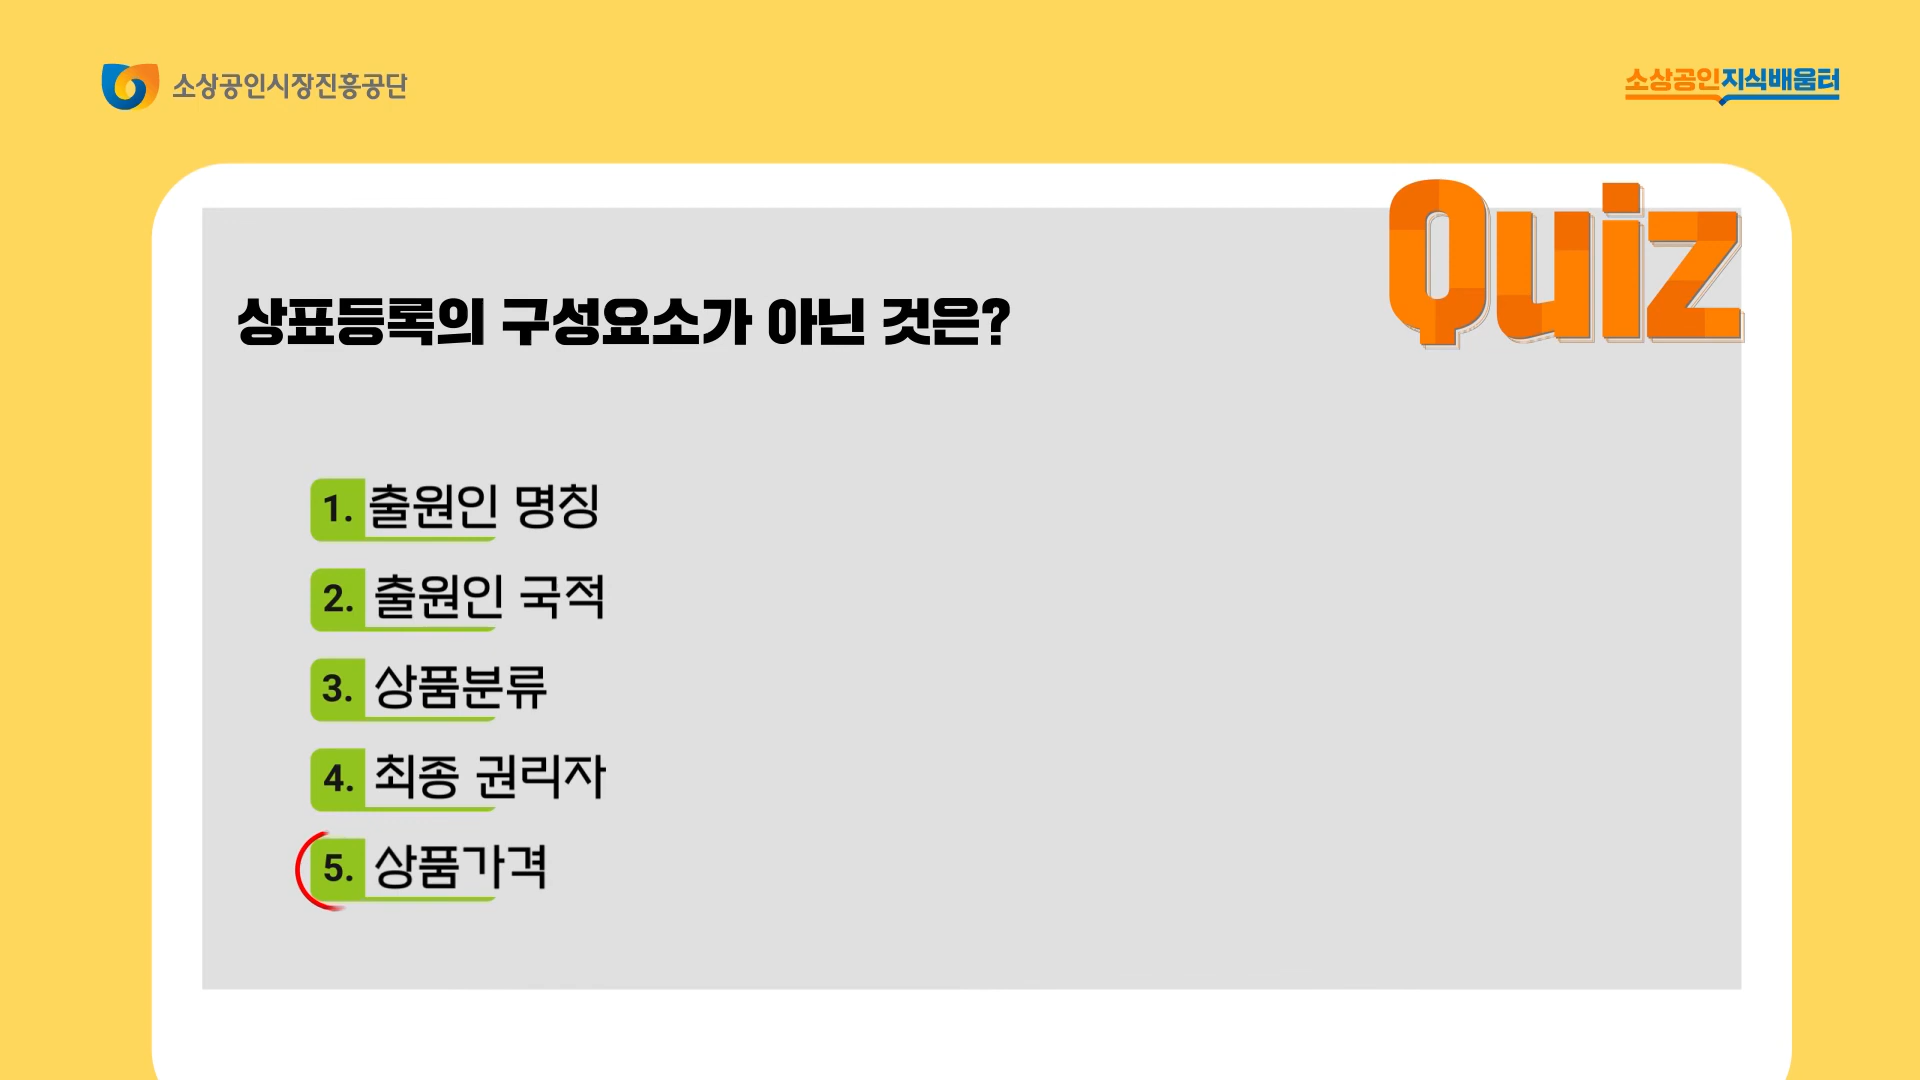 소상공인시장진흥공단
소상공인지식배움터
Quiz
상표등록의 구성요소가 아닌 것은?
1. 출원인 명칭
2. 출원인 국적
3. 상품분류
4. 최종 권리자
5. 상품가격